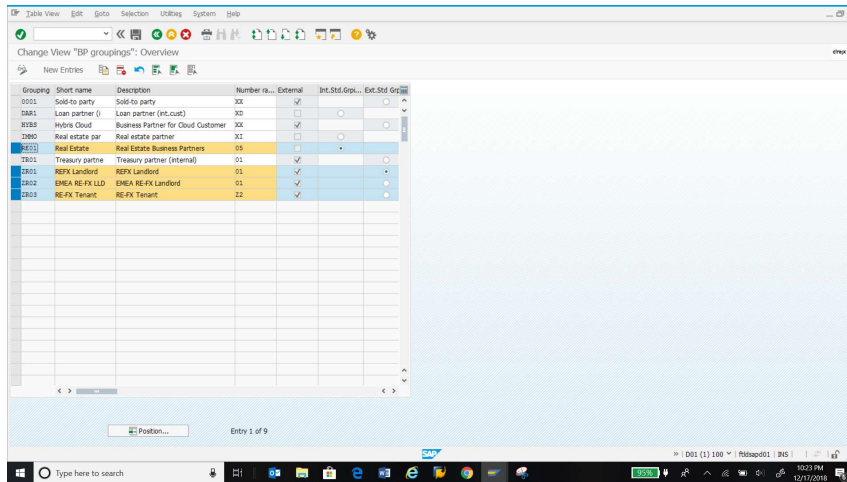 Table View Edit Goto Selection Utilities System Help
Change View "BP groupings": Overview
citrix
New Entries
Grouping Short name Description Number ra... External Int.Std.Grpi... Ext.Std Grp
0001 Sold-to party Sold-to party XX
DAR1 Loan partner (i Loan partner (int.cust) XD
HYBS Hybris Cloud Business Partner for Cloud Customer XX
IMMO Real estate par Real estate partner XI
RE01 Real Estate Real Estate Business Partners 05
TR01 Treasury partne Treasury partner (internal) 01
ZR01 REFX Landlord REFX Landlord 01
ZR02 EMEA RE-FX LLD EMEA RE-FX Landlord 01
ZR03 RE-FX Tenant RE-FX Tenant Z2
Position... Entry 1 of 9
SAP
D01 (1) 100 ftldsapd01 INS
Type here to search
95%
10:23 PM
12/17/2018